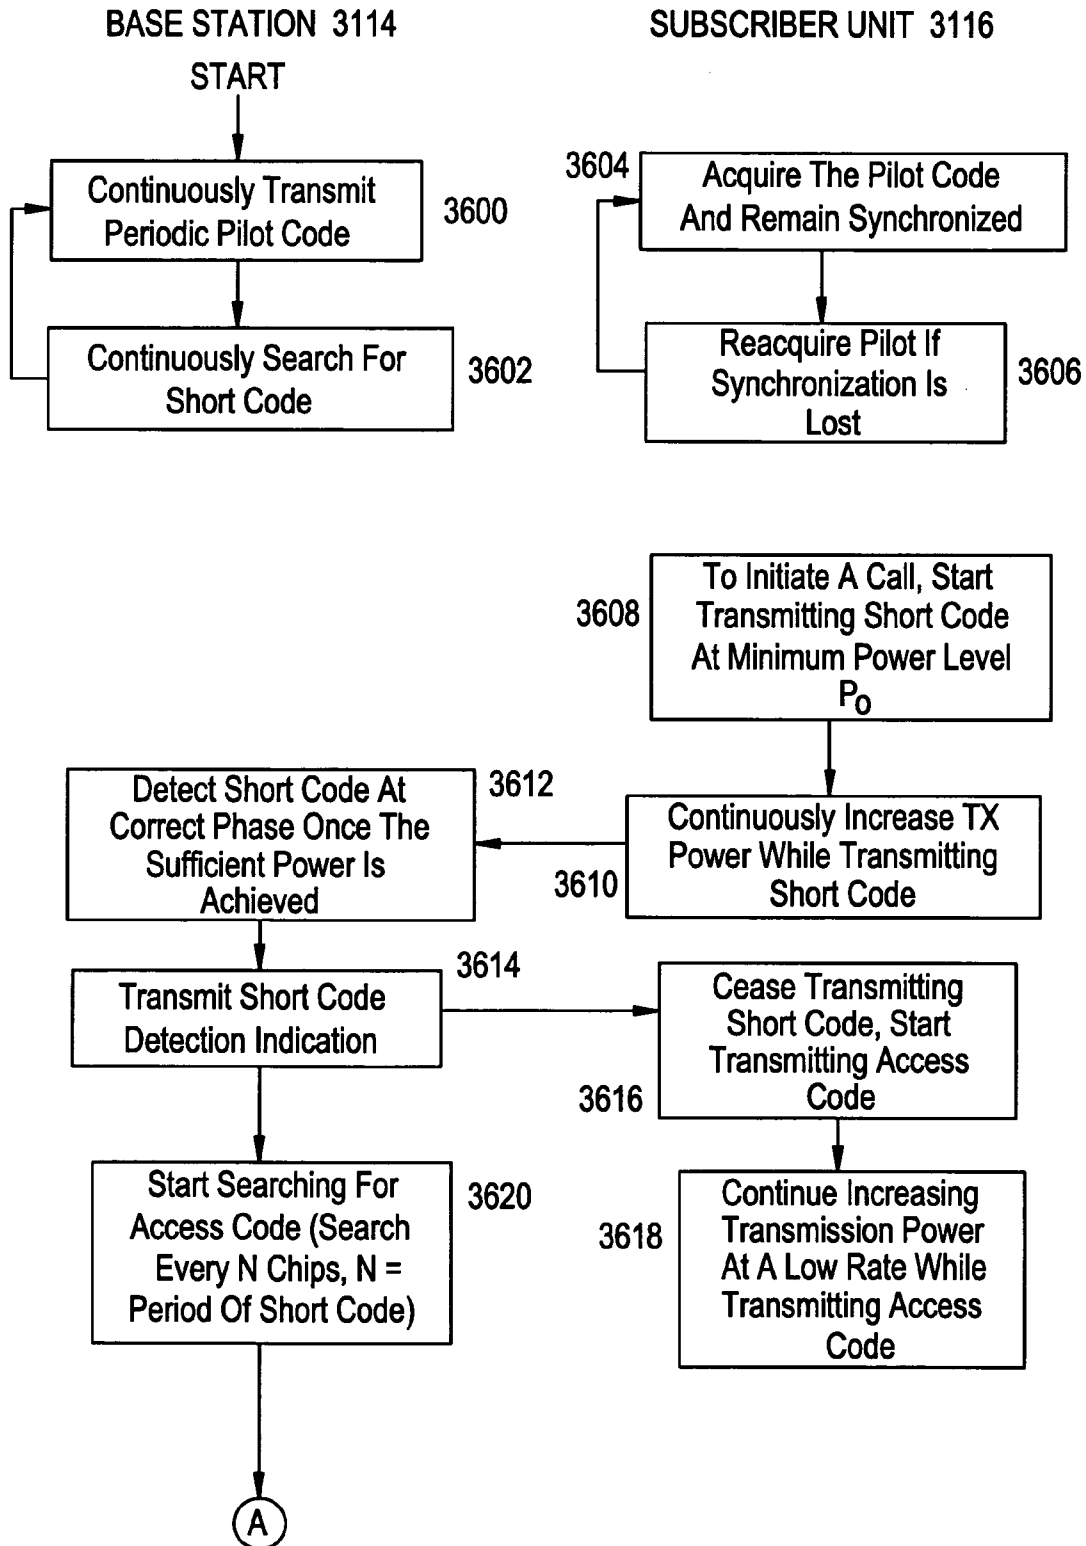 BASE STATION 3114
SUBSCRIBER UNIT 3116
START
Continuously Transmit
Periodic Pilot Code
3600
3604
Acquire The Pilot Code
And Remain Synchronized
Continuously Search For
Short Code
3602
Reacquire Pilot If
Synchronization Is
Lost
3606
3608
To Initiate A Call, Start
Transmitting Short Code
At Minimum Power Level
P0
Detect Short Code At
Correct Phase Once The
Sufficient Power Is
Achieved
3612
3610
Continuously Increase TX
Power While Transmitting
Short Code
Transmit Short Code
Detection Indication
3614
3616
Cease Transmitting
Short Code, Start
Transmitting Access
Code
Start Searching For
Access Code (Search
Every N Chips, N =
Period Of Short Code)
3620
3618
Continue Increasing
Transmission Power
At A Low Rate While
Transmitting Access
Code
A